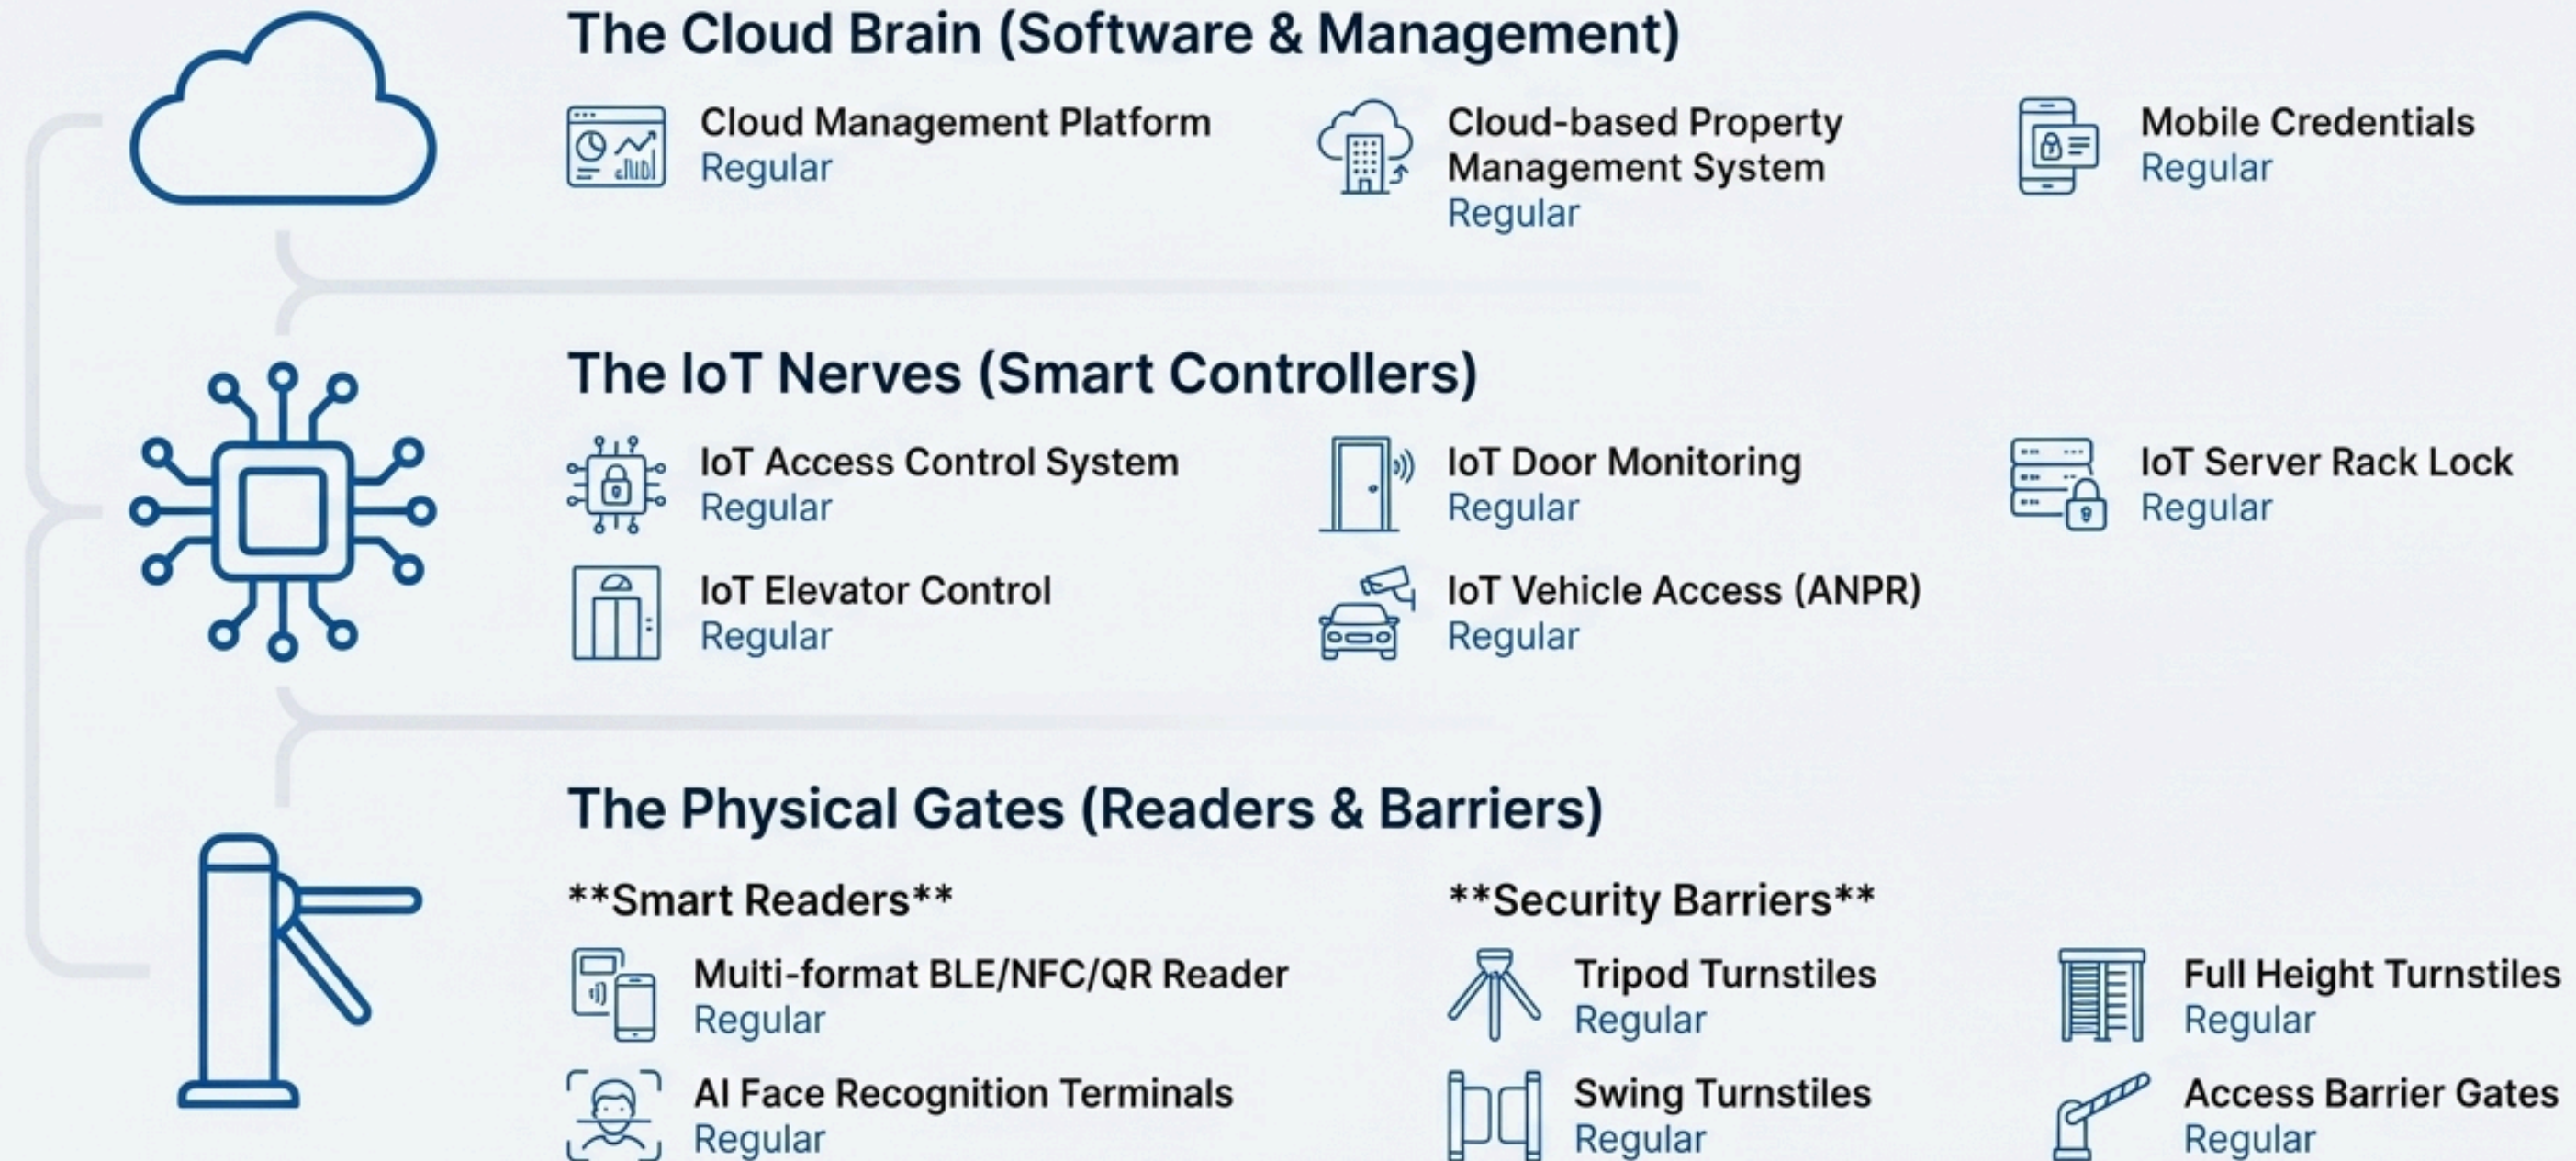 The Cloud Brain (Software & Management)
Cloud Management Platform
Regular
Cloud-based Property
Management System
Regular
Mobile Credentials
Regular
The IoT Nerves (Smart Controllers)
IoT Access Control System
Regular
IoT Door Monitoring
Regular
IoT Server Rack Lock
Regular
IoT Elevator Control
Regular
IoT Vehicle Access (ANPR)
Regular
The Physical Gates (Readers & Barriers)
**Smart Readers**
Multi-format BLE/NFC/QR Reader
Regular
AI Face Recognition Terminals
Regular
**Security Barriers**
Tripod Turnstiles
Regular
Full Height Turnstiles
Regular
Swing Turnstiles
Regular
Access Barrier Gates
Regular